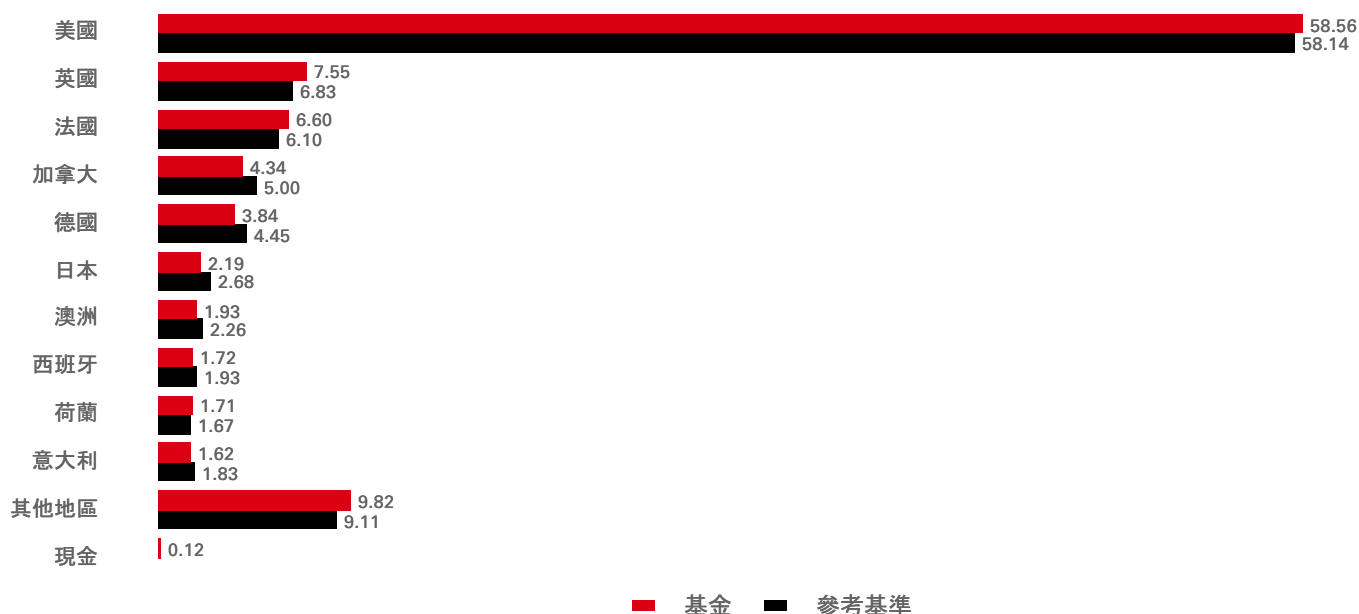 美國 58.56
58.14
英國 7.55
6.83
法國 6.60
6.10
加拿大 4.34
5.00
德國 3.84
4.45
日本 2.19
2.68
澳洲 1.93
2.26
西班牙 1.72
1.93
荷蘭 1.71
1.67
意大利 1.62
1.83
其他地區 9.82
9.11
現金 0.12
基金 參考基準